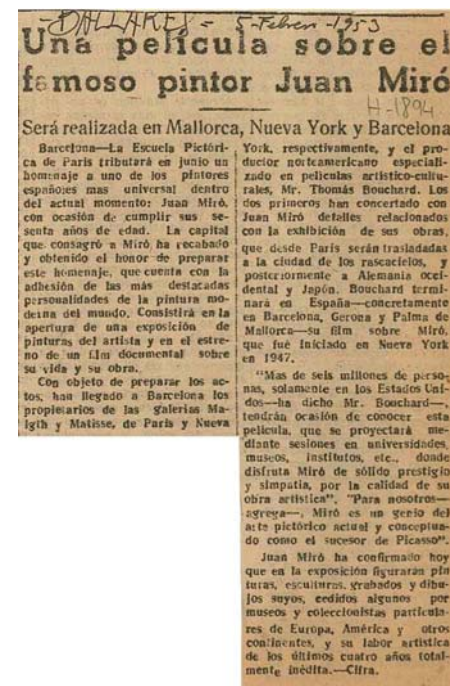 -BALLARES- 5-Febrer-1953
Una película sobre el
famoso pintor Juan Miró
H-1894
Será realizada en Mallorca, Nueva York y Barcelona
Barcelona—La Escuela Pictóri-
ca de París tributará en junio un
homenaje a uno de los pintores
españoles mas universal dentro
del actual momento: Juan Miró,
con ocasión de cumplir sus se-
senta años de edad. La capital
que consagró a Miró ha recabado
y obtenido el honor de preparar
este homenaje, que cuenta con la
adhesión de las más destacadas
personalidades de la pintura mo-
derna del mundo. Consistirá en la
apertura de una exposición de
pinturas del artista y en el estre-
no de un film documental sobre
su vida y su obra.
Con objeto de preparar los ac-
tos, han llegado a Barcelona los
propietarios de las galerías Ma-
igth y Matisse, de París y Nueva
York, respectivamente, y el pro-
ductor norteamericano especiali-
zado en películas artístico-cultu-
rales, Mr. Thomás Bouchard. Los
dos primeros han concertado con
Juan Miró detalles relacionados
con la exhibición de sus obras,
que desde París serán trasladadas
a la ciudad de los rascacielos, y
posteriormente a Alemania occi-
dental y Japón. Bouchard termi-
nará en España—concretamente
en Barcelona, Gerona y Palma de
Mallorca—su film sobre Miró,
que fué iniciado en Nueva York
en 1947.
"Mas de seis millones de perso-
nas, solamente en los Estados Uni-
dos—ha dicho Mr. Bouchard—,
tendrán ocasión de conocer esta
película, que se proyectará me-
diante sesiones en universidades,
museos, institutos, etc., donde
disfruta Miró de sólido prestigio
y simpatía, por la calidad de su
obra artística". "Para nosotros—
agrega—, Miró es un genio del
arte pictórico actual y conceptua-
do como el sucesor de Picasso".
Juan Miró ha confirmado hoy
que en la exposición figurarán pin
turas, esculturas, grabados y dibu-
jos suyos, cedidos algunos por
museos y coleccionistas particula-
res de Europa, América y otros
continentes, y su labor artística
de los últimos cuatro años total-
mente inédita.—Cifra.